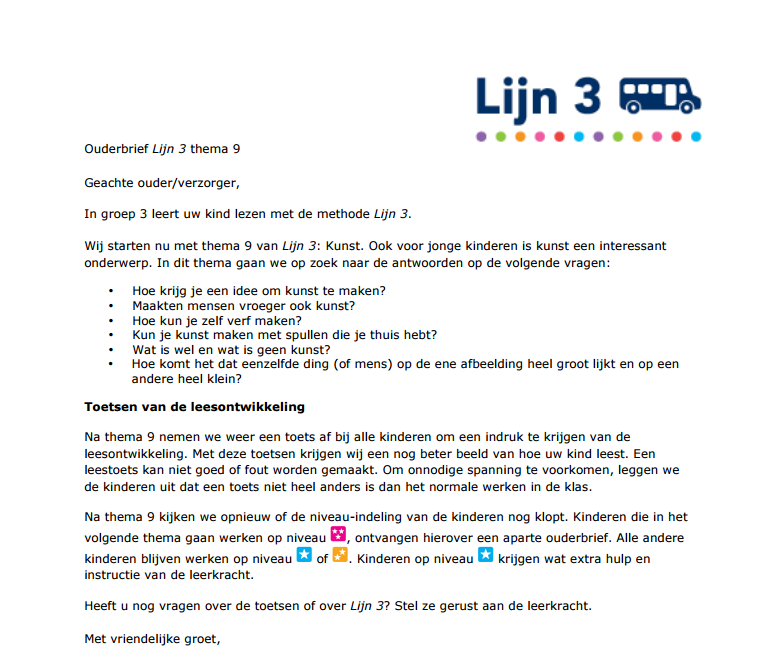 Lijn 3
Ouderbrief Lijn 3 thema 9
Geachte ouder/verzorger,
In groep 3 leert uw kind lezen met de methode Lijn 3.
Wij starten nu met thema 9 van Lijn 3: Kunst. Ook voor jonge kinderen is kunst een interessant
onderwerp. In dit thema gaan we op zoek naar de antwoorden op de volgende vragen:
• Hoe krijg je een idee om kunst te maken?
• Maakten mensen vroeger ook kunst?
• Hoe kun je zelf verf maken?
• Kun je kunst maken met spullen die je thuis hebt?
• Wat is wel en wat is geen kunst?
• Hoe komt het dat eenzelfde ding (of mens) op de ene afbeelding heel groot lijkt en op een
andere heel klein?
Toetsen van de leesontwikkeling
Na thema 9 nemen we weer een toets af bij alle kinderen om een indruk te krijgen van de
leesontwikkeling. Met deze toetsen krijgen wij een nog beter beeld van hoe uw kind leest. Een
leestoets kan niet goed of fout worden gemaakt. Om onnodige spanning te voorkomen, leggen we
de kinderen uit dat een toets niet heel anders is dan het normale werken in de klas.
Na thema 9 kijken we opnieuw of de niveau-indeling van de kinderen nog klopt. Kinderen die in het
volgende thema gaan werken op niveau , ontvangen hierover een aparte ouderbrief. Alle andere
kinderen blijven werken op niveau of . Kinderen op niveau krijgen wat extra hulp en
instructie van de leerkracht.
Heeft u nog vragen over de toetsen of over Lijn 3? Stel ze gerust aan de leerkracht.
Met vriendelijke groet,